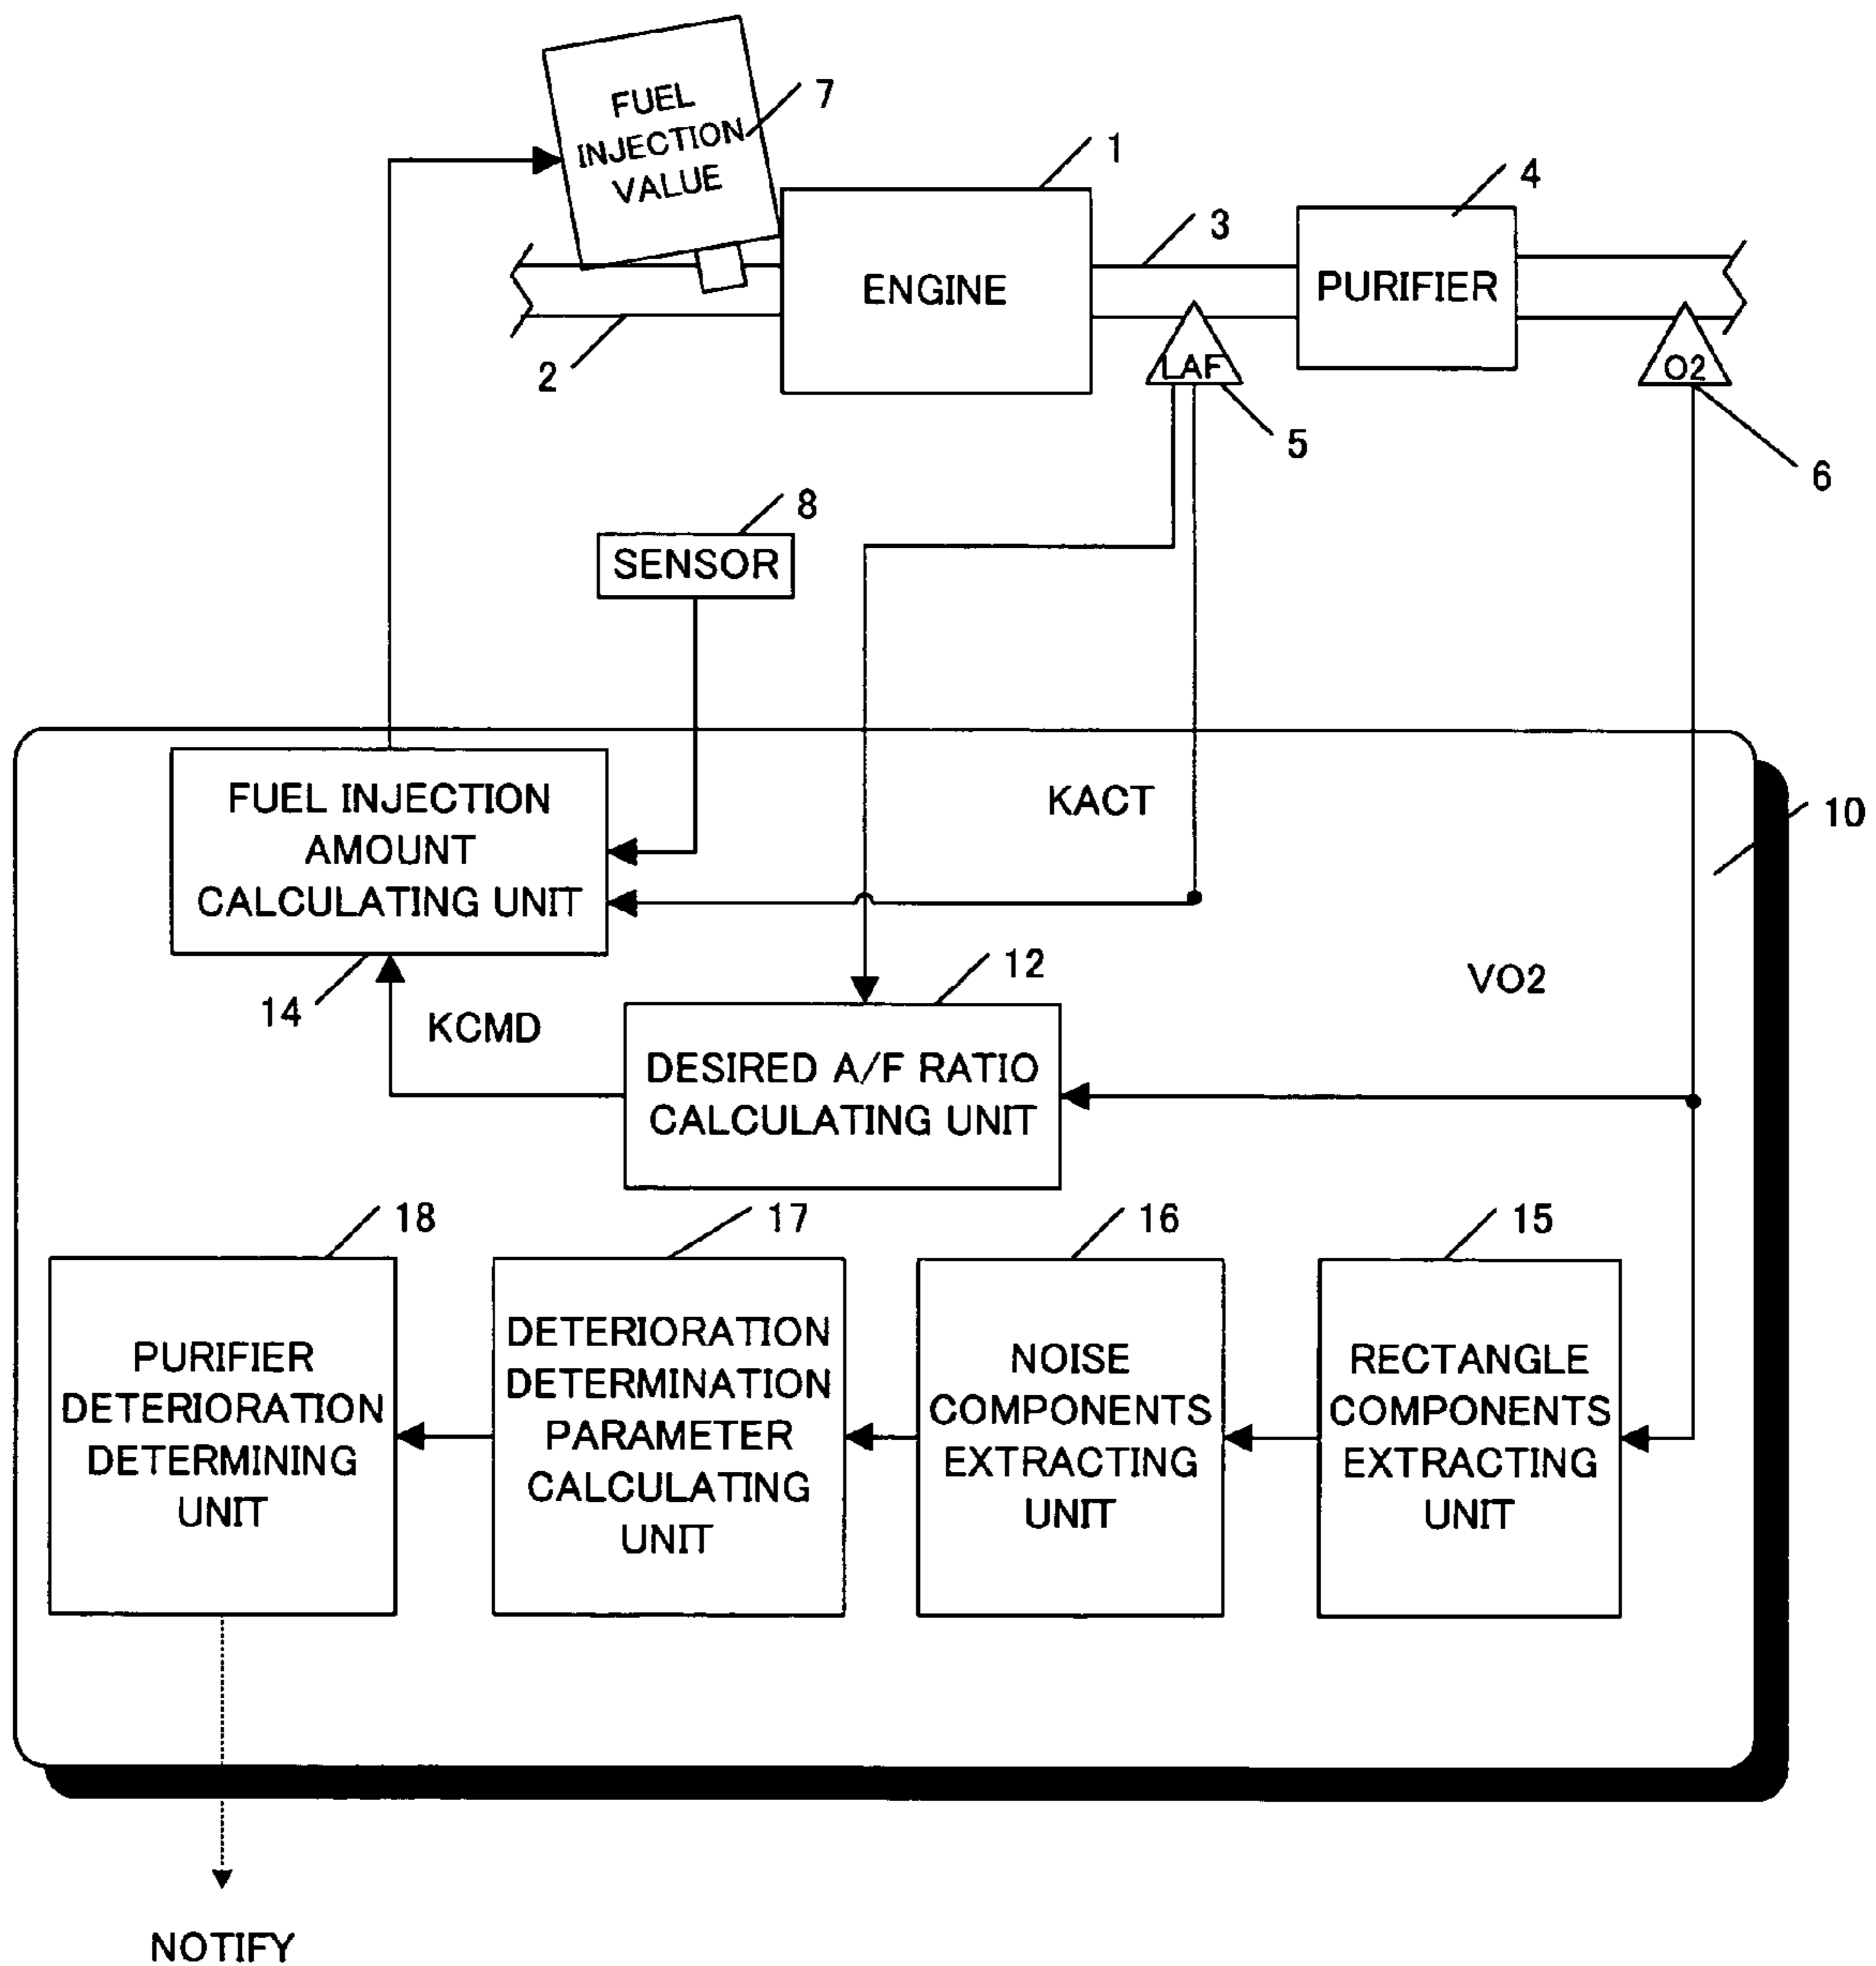 FUEL
INJECTION
VALUE
7
1
4
3
ENGINE
PURIFIER
2
LAF
O2
5
6
8
SENSOR
FUEL INJECTION
AMOUNT
CALCULATING UNIT
KACT
10
14
KCMD
12
VO2
DESIRED A/F RATIO
CALCULATING UNIT
18
17
16
15
PURIFIER
DETERIORATION
DETERMINING
UNIT
DETERIORATION
DETERMINATION
PARAMETER
CALCULATING
UNIT
NOISE
COMPONENTS
EXTRACTING
UNIT
RECTANGLE
COMPONENTS
EXTRACTING
UNIT
NOTIFY